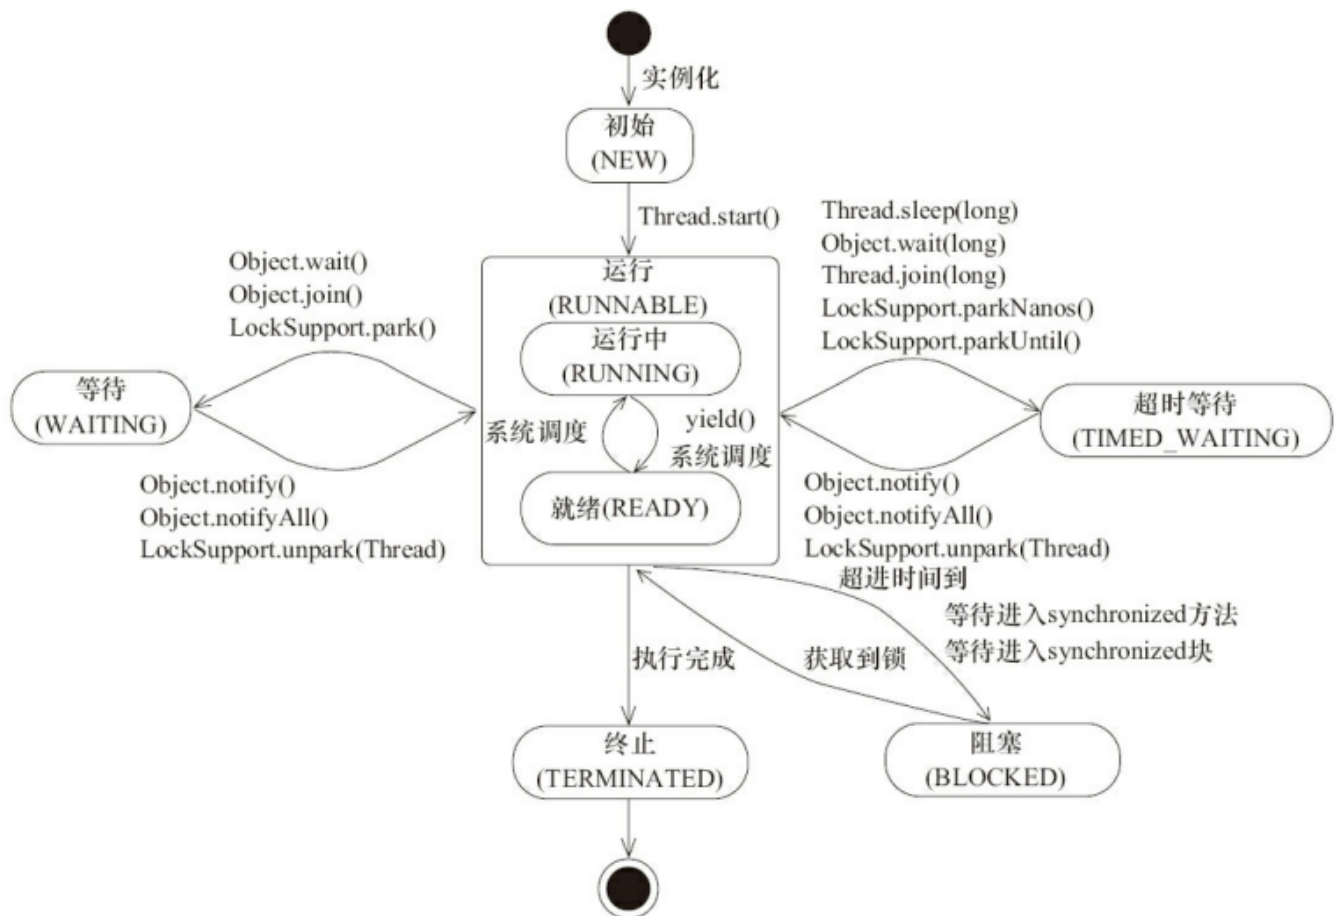 实例化
初始
(NEW)
Thread.start()
Object.wait()
Object.join()
LockSupport.park()
Thread.sleep(long)
Object.wait(long)
Thread.join(long)
LockSupport.parkNanos()
LockSupport.parkUntil()
运行
(RUNNABLE)
运行中
(RUNNING)
系统调度
yield()
系统调度
就绪(READY)
等待
(WAITING)
超时等待
(TIMED_WAITING)
Object.notify()
Object.notifyAll()
LockSupport.unpark(Thread)
Object.notify()
Object.notifyAll()
LockSupport.unpark(Thread)
超进时间到
等待进入synchronized方法
等待进入synchronized块
执行完成
获取到锁
终止
(TERMINATED)
阻塞
(BLOCKED)